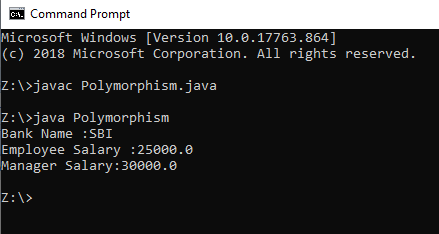 Command Prompt
Microsoft Windows [Version 10.0.17763.864]
(c) 2018 Microsoft Corporation. All rights reserved.
Z:\>javac Polymorphism.java
Z:\>java Polymorphism
Bank Name :SBI
Employee Salary :25000.0
Manager Salary:30000.0
Z:\>